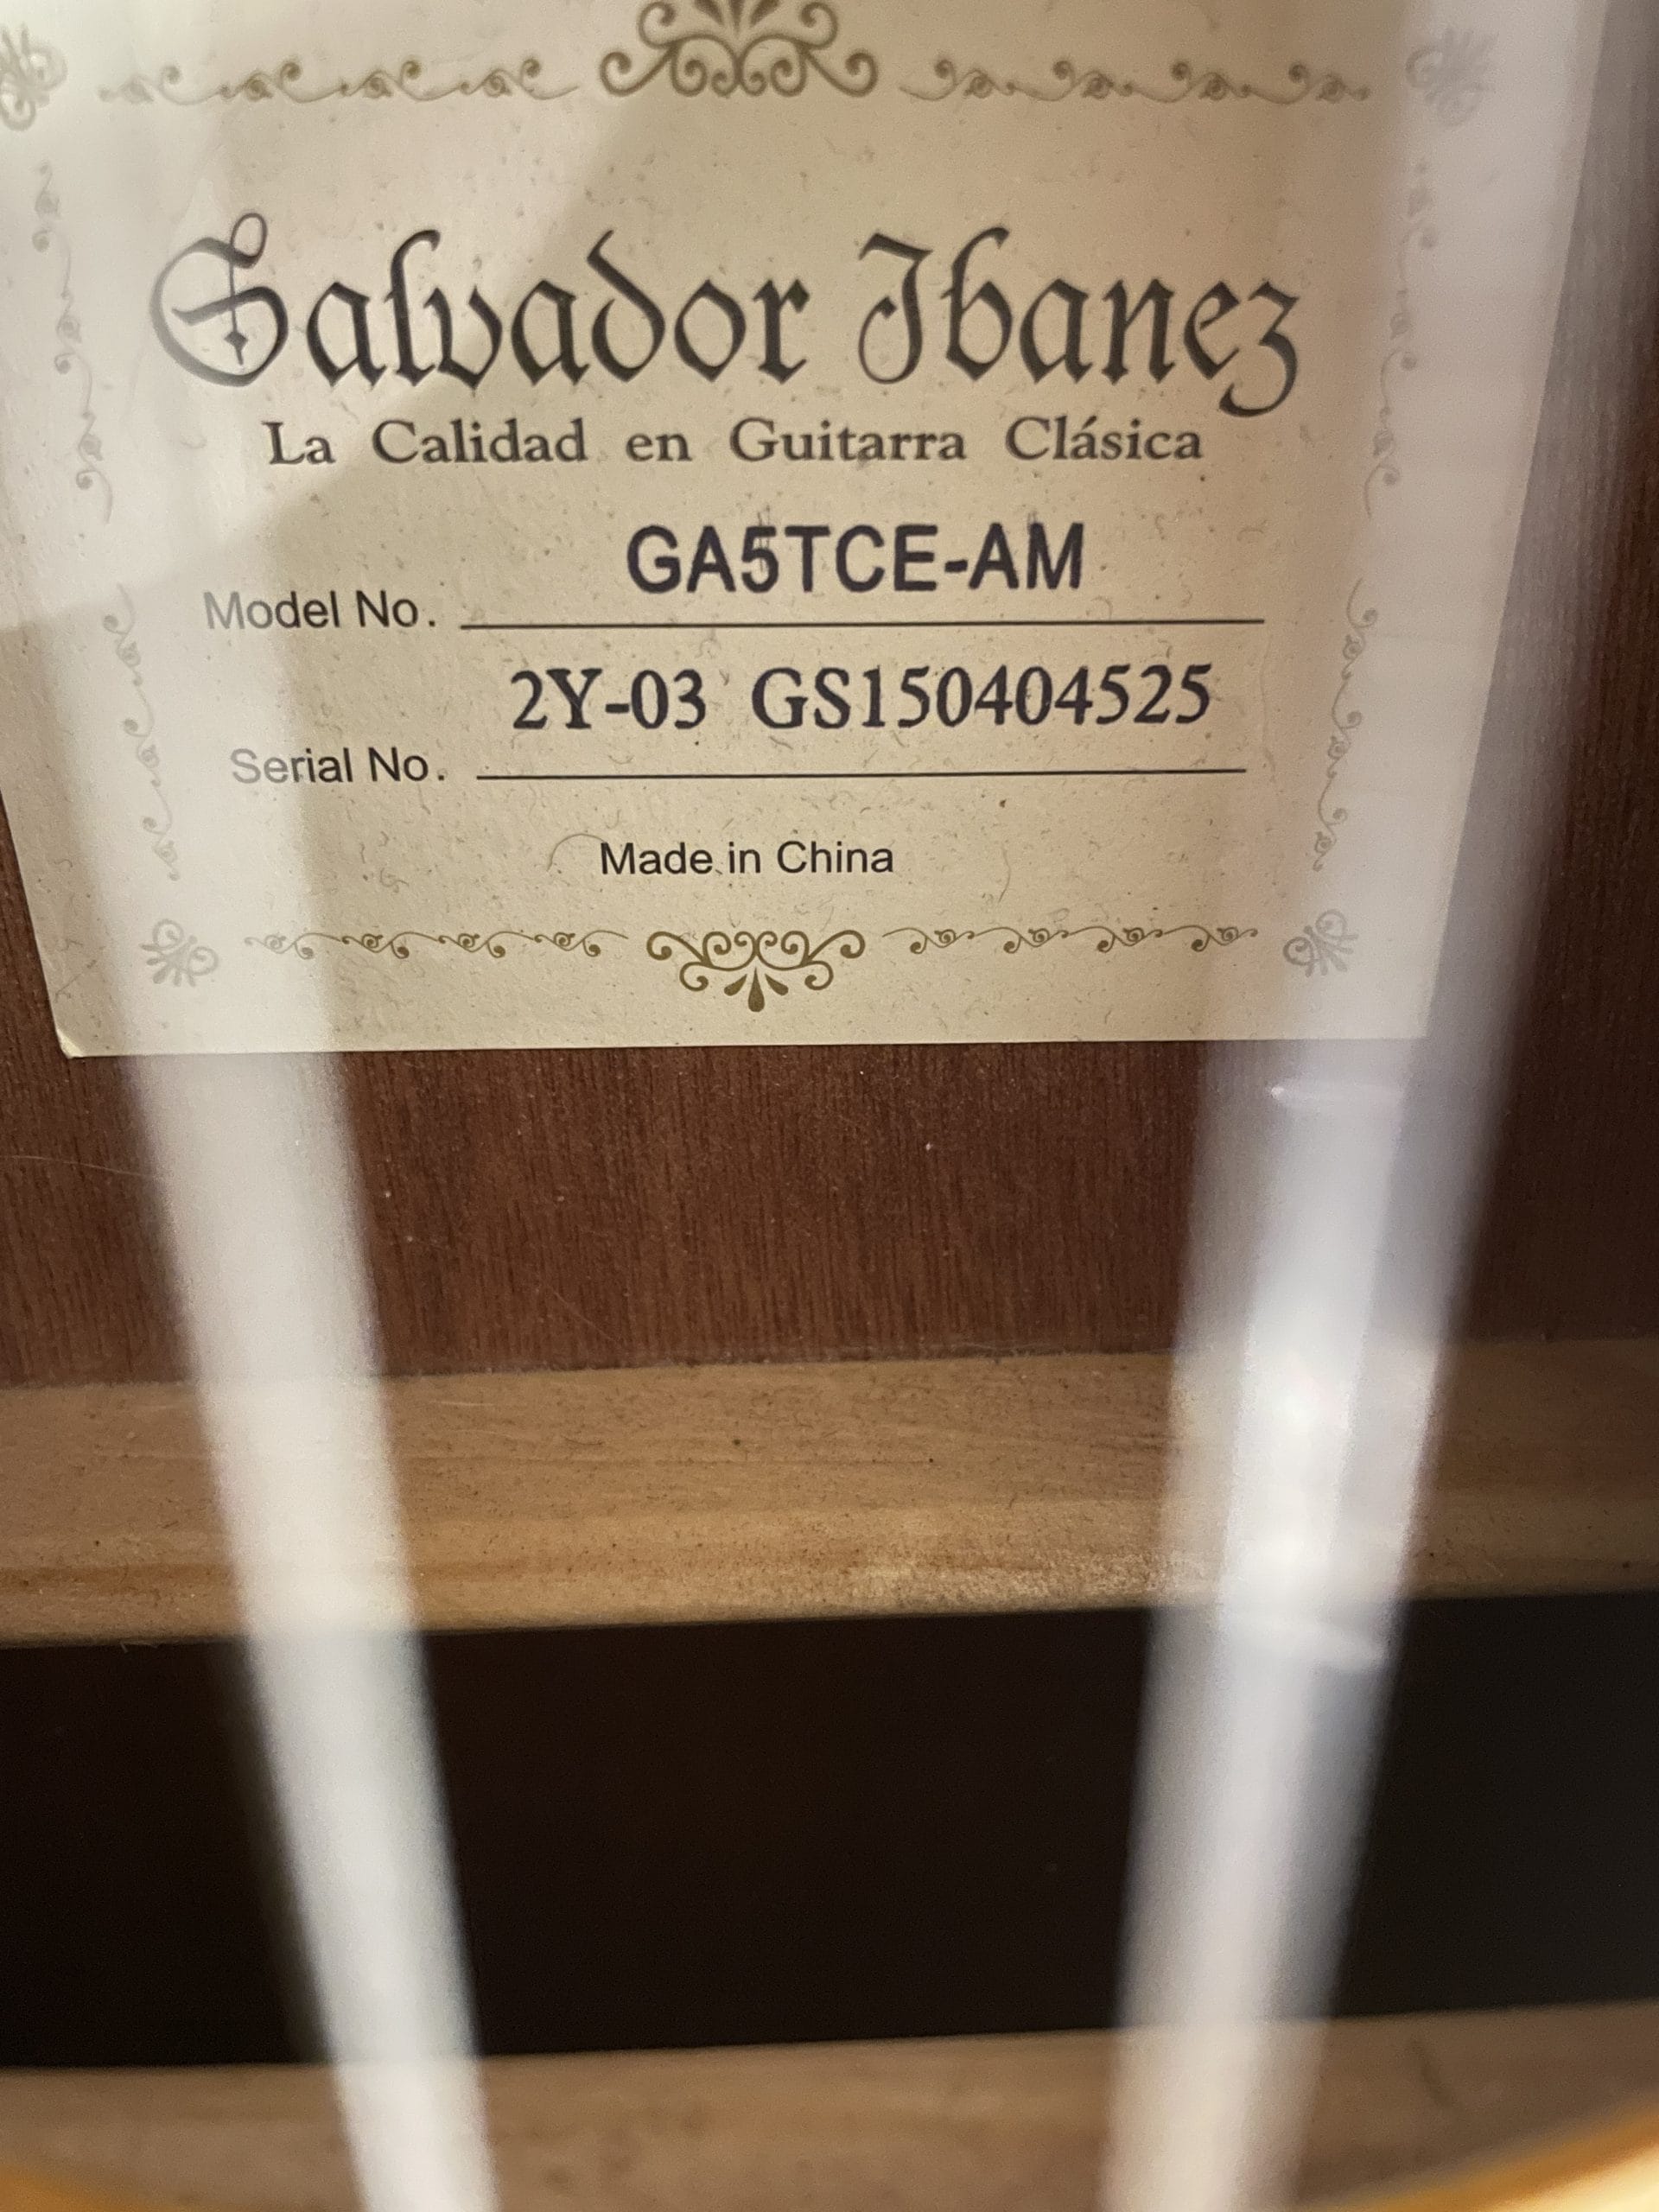 Salvador Ibanez
La Calidad en Guitarra Clásica
GA5TCE-AM
Model No.
2Y-03 GS150404525
Serial No.
Made in China